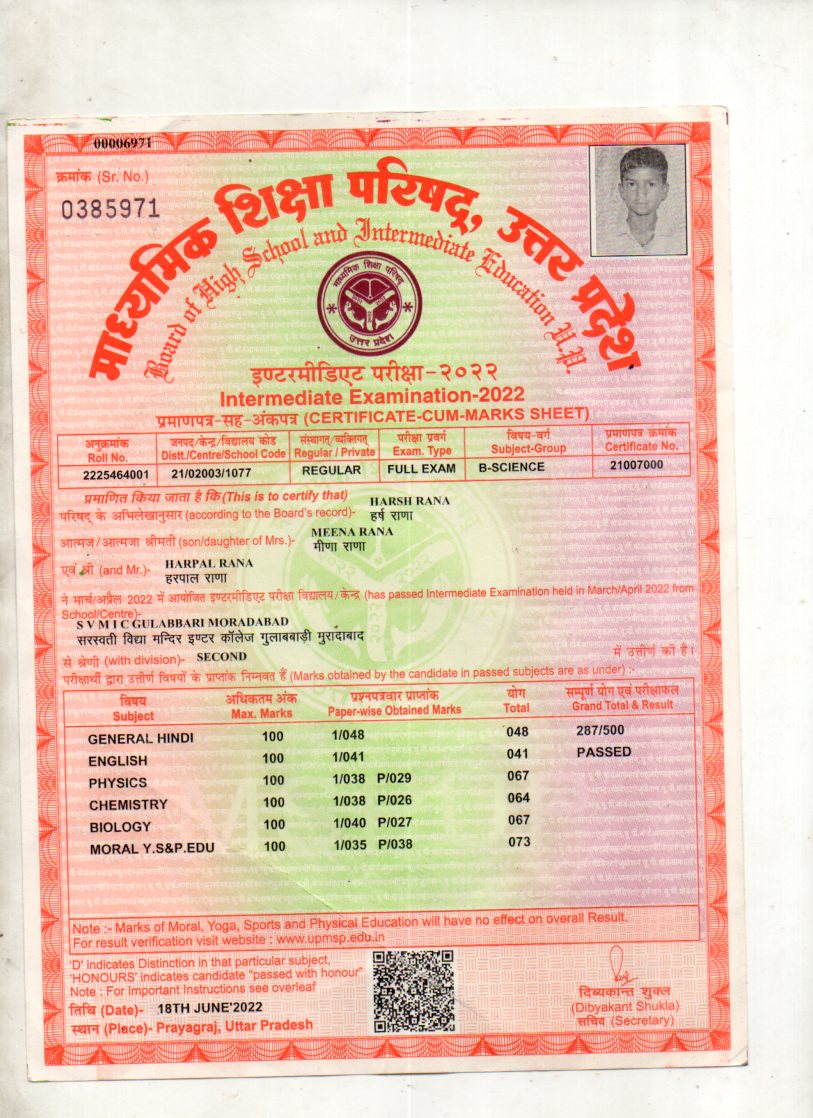 00006971
क्रमांक (Sr. No.)
0385971
माध्यमिक शिक्षा परिषद्, उत्तर प्रदेश
Board of High School and Intermediate Education U.P.
माध्यमिक शिक्षा परिषद्
उत्तर प्रदेश
इण्टरमीडिएट परीक्षा-२०२२
Intermediate Examination-2022
प्रमाणपत्र-सह-अंकपत्र (CERTIFICATE-CUM-MARKS SHEET)
अनुक्रमांक जनपद/केन्द्र/विद्यालय कोड संस्थागत/व्यक्तिगत परीक्षा प्रवर्ग विषय-वर्ग प्रमाणपत्र क्रमांक
Roll No. Distt./Centre/School Code Regular / Private Exam. Type Subject-Group Certificate No.
2225464001 21/02003/1077 REGULAR FULL EXAM B-SCIENCE 21007000
प्रमाणित किया जाता है कि (This is to certify that)
परिषद के अभिलेखानुसार (according to the Board's record)- HARSH RANA
हर्ष राणा
आत्मज/आत्मजा श्रीमती (son/daughter of Mrs.)- MEENA RANA
मीणा राणा
एवं श्री (and Mr.)- HARPAL RANA
हरपाल राणा
ने मार्च/अप्रैल 2022 में आयोजित इण्टरमीडिएट परीक्षा विद्यालय/केन्द्र (has passed Intermediate Examination held in March/April 2022 from
School/Centre)-
S V M I C GULABBARI MORADABAD
सरस्वती विद्या मन्दिर इण्टर कॉलेज गुलाबबाड़ी मुरादाबाद
से श्रेणी (with division)- SECOND में उत्तीर्ण की है।
परीक्षार्थी द्वारा उत्तीर्ण विषयों के प्राप्तांक निम्नवत हैं (Marks obtained by the candidate in passed subjects are as under) :-
विषय अधिकतम अंक प्रश्नपत्रवार प्राप्तांक योग सम्पूर्ण योग एवं परीक्षाफल
Subject Max. Marks Paper-wise Obtained Marks Total Grand Total & Result
GENERAL HINDI 100 1/048 048 287/500
ENGLISH 100 1/041 041 PASSED
PHYSICS 100 1/038 P/029 067
CHEMISTRY 100 1/038 P/026 064
BIOLOGY 100 1/040 P/027 067
MORAL Y.S&P.EDU 100 1/035 P/038 073
Note :- Marks of Moral, Yoga, Sports and Physical Education will have no effect on overall Result.
For result verification visit website : www.upmsp.edu.in
'D' indicates Distinction in that particular subject,
'HONOURS' indicates candidate "passed with honour"
Note : For Important Instructions see overleaf
तिथि (Date)- 18TH JUNE'2022
स्थान (Place)- Prayagraj, Uttar Pradesh
दिव्यकान्त शुक्ल
(Dibyakant Shukla)
सचिव (Secretary)